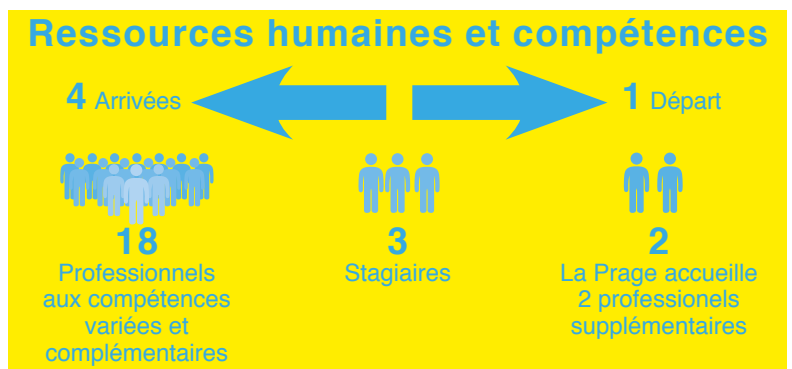 Ressources humaines et compétences
4 Arrivées
1 Départ
18
Professionnels
aux compétences
variées et
complémentaires
3
Stagiaires
2
La Prage accueille
2 professionels
supplémentaires